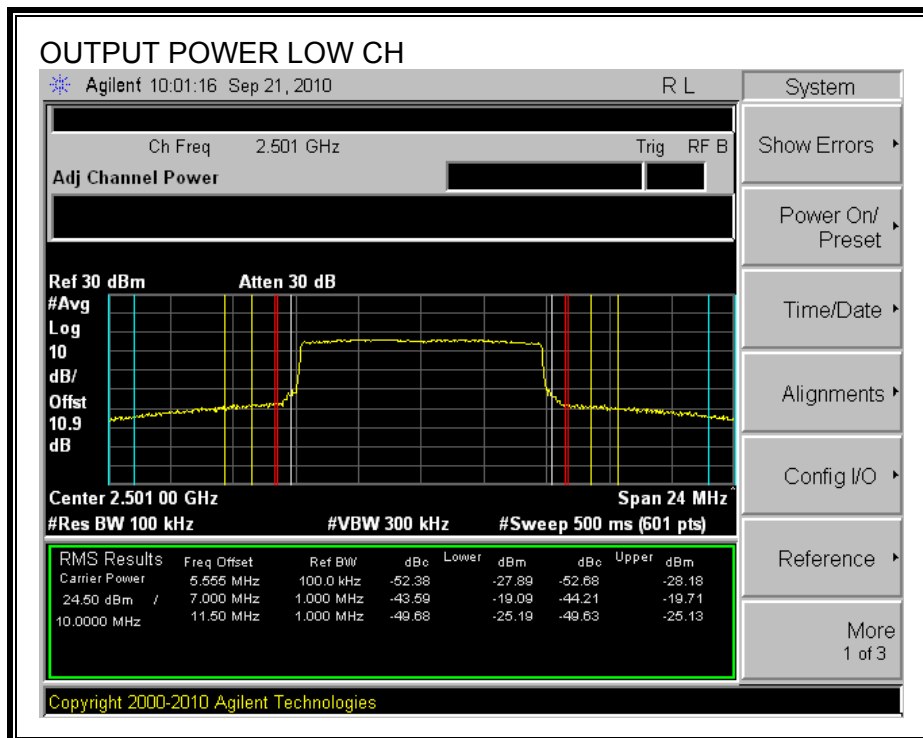 OUTPUT POWER LOW CH
Agilent 10:01:16 Sep 21, 2010 R L
System
Ch Freq 2.501 GHz Trig RF B
Adj Channel Power
Show Errors
Power On/
Preset
Time/Date
Alignments
Config I/O
Reference
More
1 of 3
Ref 30 dBm Atten 30 dB
#Avg
Log
10
dB/
Offst
10.9
dB
Center 2.501 00 GHz Span 24 MHz
#Res BW 100 kHz #VBW 300 kHz #Sweep 500 ms (601 pts)
RMS Results Freq Offset Ref BW dBc Lower dBm dBc Upper dBm
Carrier Power 5.555 MHz 100.0 kHz -52.38 -27.89 -52.68 -28.18
24.50 dBm / 7.000 MHz 1.000 MHz -43.59 -19.09 -44.21 -19.71
10.0000 MHz 11.50 MHz 1.000 MHz -49.68 -25.19 -49.63 -25.13
Copyright 2000-2010 Agilent Technologies